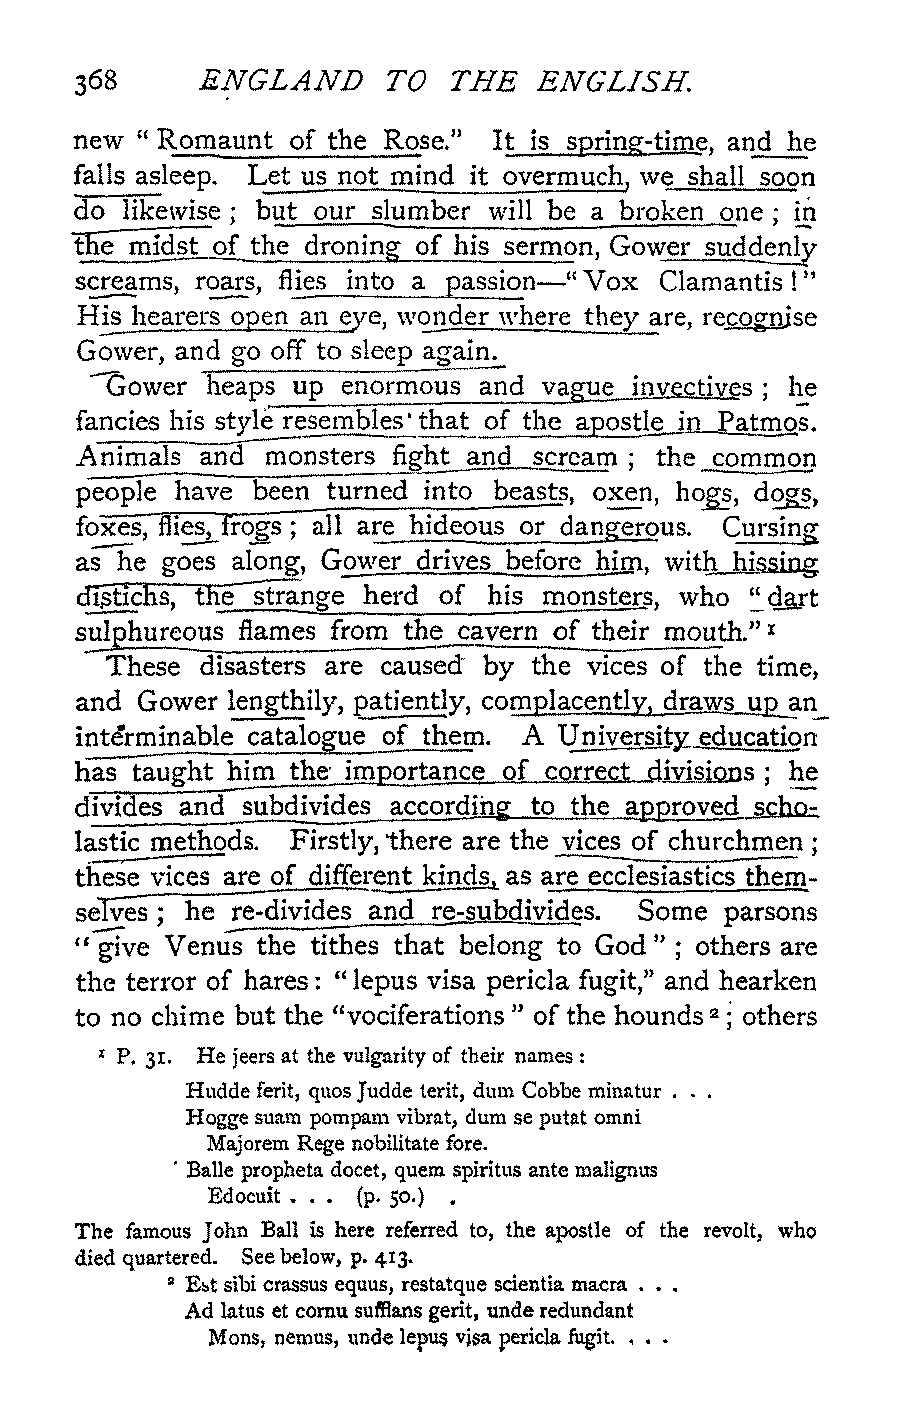 368 ENGLAND TO THE ENGLISH.
new “ Romaunt of the Rose.” It is spring-time, and he
falls asleep. Let us not mind it overmuch, we shall soon
do likewise ; but our slumber will be a broken one ; in
the midst of the droning of his sermon, Gower suddenly
screams, roars, flies into a passion—“ Vox Clamantis ! ”
His hearers open an eye, wonder where they are, recognise
Gower, and go off to sleep again.
Gower heaps up enormous and vague invectives ; he
fancies his style resembles that of the apostle in Patmos.
Animals and monsters fight and scream ; the common
people have been turned into beasts, oxen, hogs, dogs,
foxes, flies, frogs ; all are hideous or dangerous. Cursing
as he goes along, Gower drives before him, with hissing
distichs, the strange herd of his monsters, who “ dart
sulphureous flames from the cavern of their mouth.” ¹
These disasters are caused by the vices of the time,
and Gower lengthily, patiently, complacently, draws up an
interminable catalogue of them. A University education
has taught him the importance of correct divisions ; he
divides and subdivides according to the approved scho-
lastic methods. Firstly, there are the vices of churchmen ;
these vices are of different kinds, as are ecclesiastics them-
selves ; he re-divides and re-subdivides. Some parsons
“ give Venus the tithes that belong to God ” ; others are
the terror of hares : “ lepus visa pericla fugit,” and hearken
to no chime but the “vociferations ” of the hounds ² ; others
¹ P. 31. He jeers at the vulgarity of their names :
Hudde ferit, quos Judde terit, dum Cobbe minatur . . .
Hogge suam pompam vibrat, dum se putat omni
Majorem Rege nobilitate fore.
Balle propheta docet, quem spiritus ante malignus
Edocuit . . . (p. 50.) .
The famous John Ball is here referred to, the apostle of the revolt, who
died quartered. See below, p. 413.
² Est sibi crassus equus, restatque scientia macra . . .
Ad latus et cornu sufflans gerit, unde redundant
Mons, nemus, unde lepus visa pericla fugit. . . .